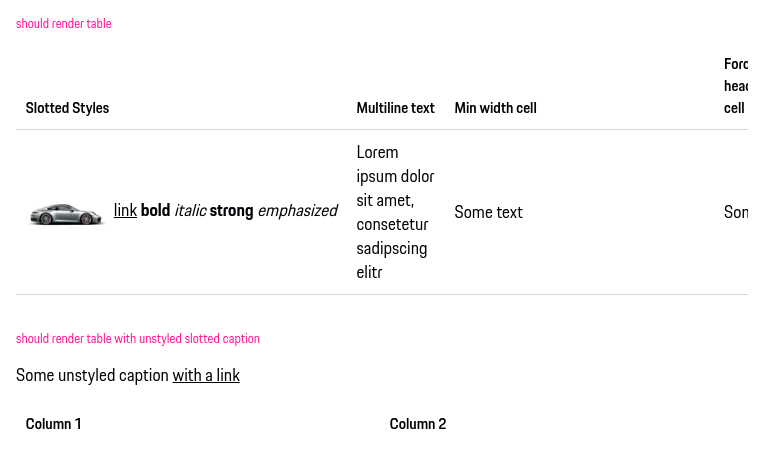 should render table
Forc
head
Slotted Styles Multiline text Min width cell cell
Lorem
ipsum dolor
sit amet,
link bold italic strong emphasized consetetur Some text Som
sadipscing
elitr
should render table with unstyled slotted caption
Some unstyled caption with a link
Column 1 Column 2